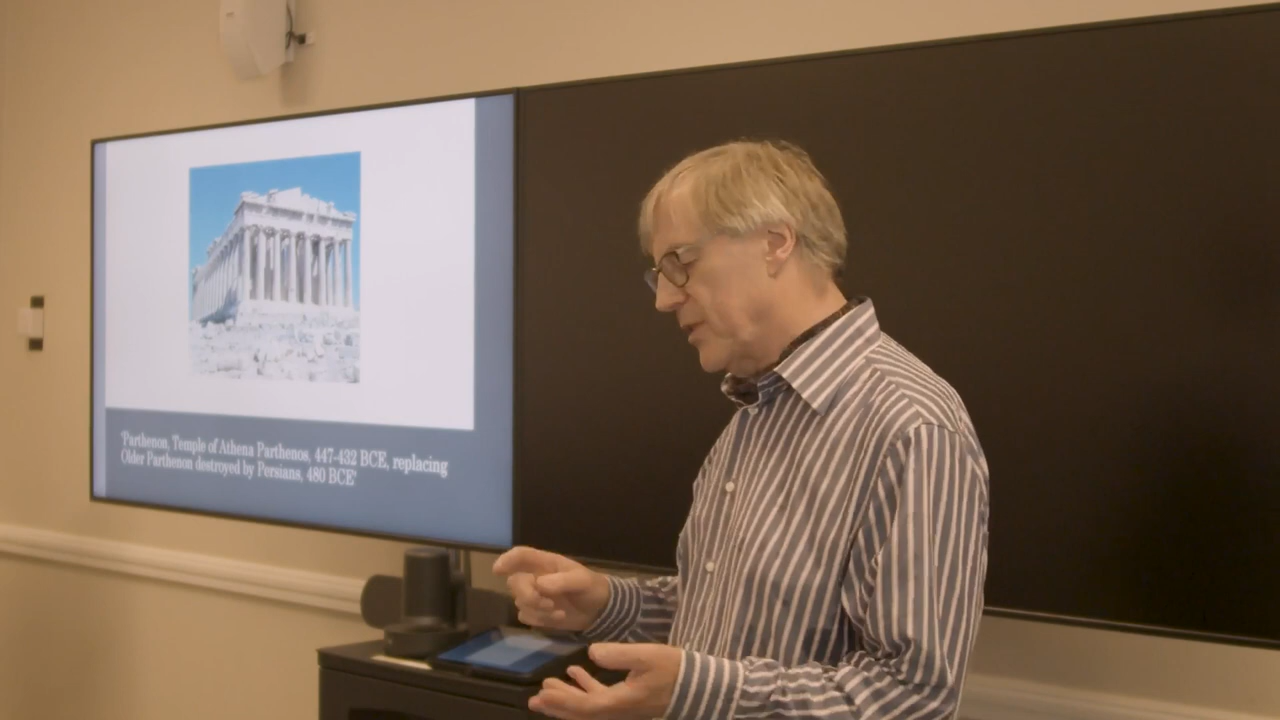 'Parthenon, Temple of Athena Parthenos, 447-432 BCE, replacing
Older Parthenon destroyed by Persians, 480 BCE'